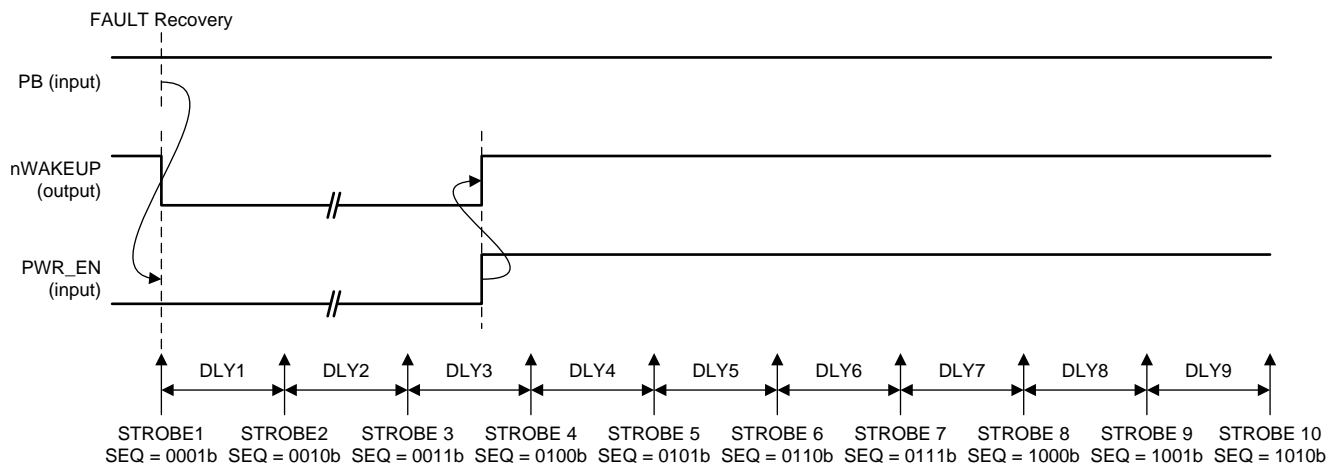 FAULT Recovery
PB (input)
nWAKEUP
(output)
PWR_EN
(input)
DLY1 DLY2 DLY3 DLY4 DLY5 DLY6 DLY7 DLY8 DLY9
STROBE1 STROBE2 STROBE 3 STROBE 4 STROBE 5 STROBE 6 STROBE 7 STROBE 8 STROBE 9 STROBE 10
SEQ = 0001b SEQ = 0010b SEQ = 0011b SEQ = 0100b SEQ = 0101b SEQ = 0110b SEQ = 0111b SEQ = 1000b SEQ = 1001b SEQ = 1010b